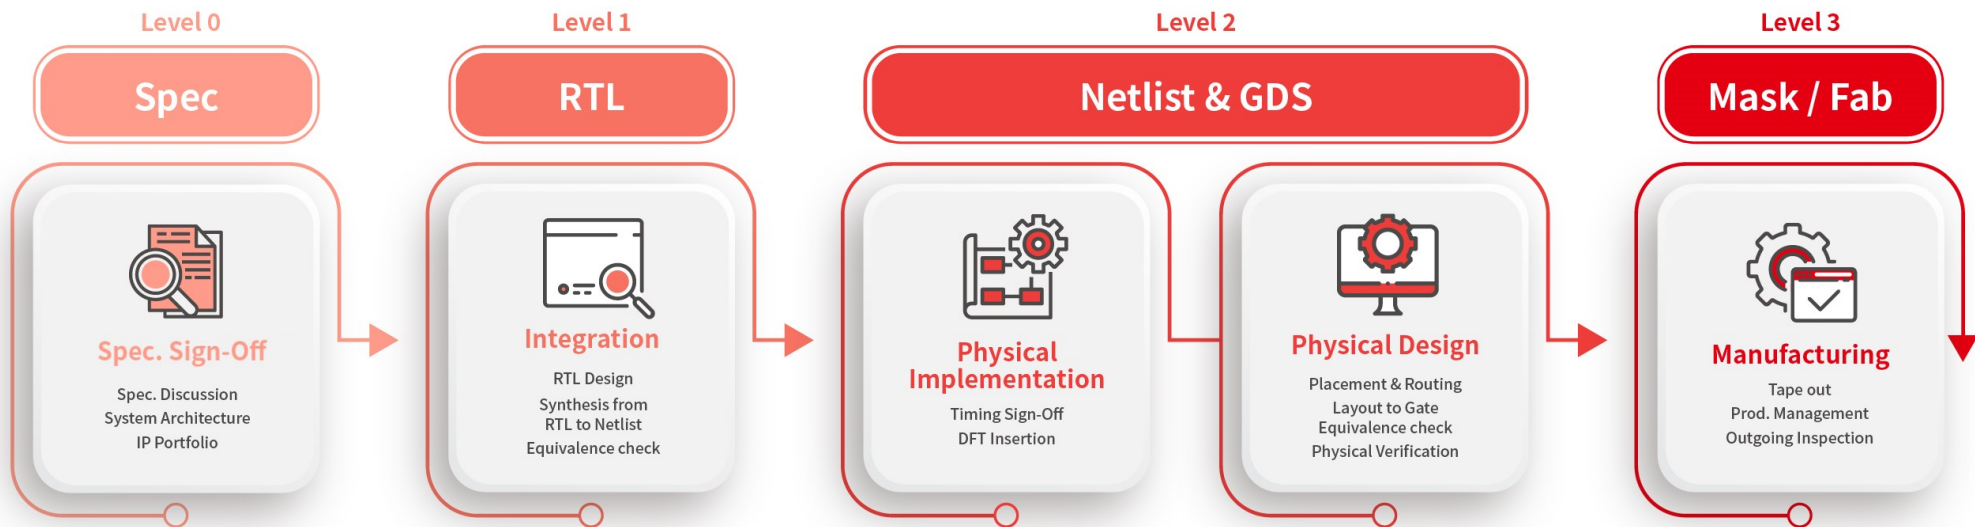 Level 0
Spec
Spec. Sign-Off
Spec. Discussion
System Architecture
IP Portfolio
Level 1
RTL
Integration
RTL Design
Synthesis from
RTL to Netlist
Equivalence check
Level 2
Netlist & GDS
Physical
Implementation
Timing Sign-Off
DFT Insertion
Physical Design
Placement & Routing
Layout to Gate
Equivalence check
Physical Verification
Level 3
Mask / Fab
Manufacturing
Tape out
Prod. Management
Outgoing Inspection